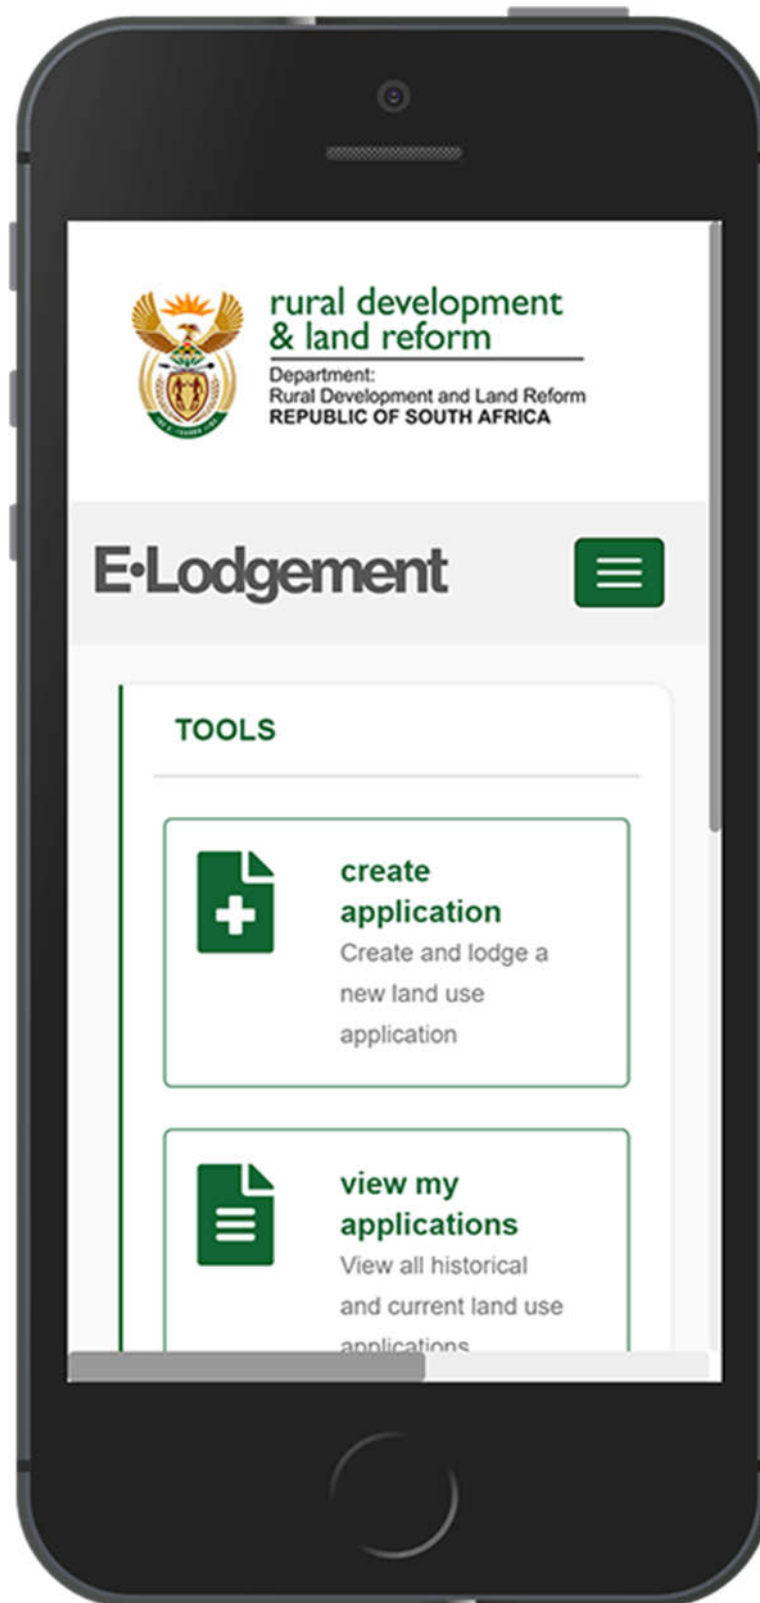 rural development
& land reform
Department:
Rural Development and Land Reform
REPUBLIC OF SOUTH AFRICA
E•Lodgement
TOOLS
create
application
Create and lodge a
new land use
application
view my
applications
View all historical
and current land use
applications